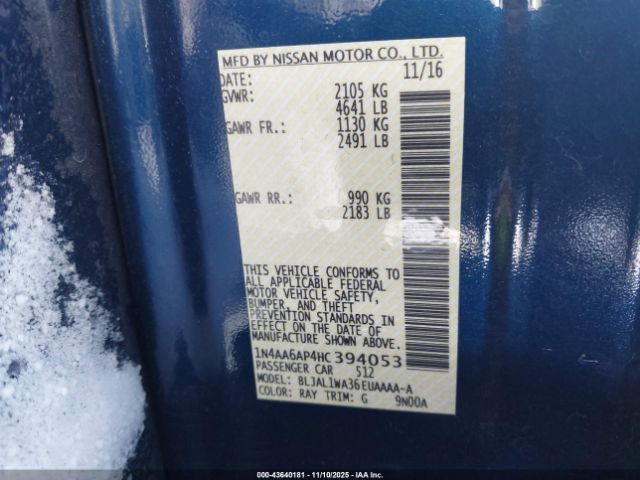 MFD BY NISSAN MOTOR CO., LTD.
DATE: 11/16
GVWR: 2105 KG
4641 LB
GAWR FR.: 1130 KG
2491 LB
GAWR RR.: 990 KG
2183 LB
THIS VEHICLE CONFORMS TO
ALL APPLICABLE FEDERAL
MOTOR VEHICLE SAFETY,
BUMPER, AND THEFT
PREVENTION STANDARDS IN
EFFECT ON THE DATE OF
MANUFACTURE SHOWN ABOVE.
1N4AA6AP4HC394053
PASSENGER CAR 512
MODEL: BLJAL1WA36EUAAAA-A
COLOR: RAY TRIM: G 9N00A
000-43640181 - 11/10/2025 - IAA Inc.